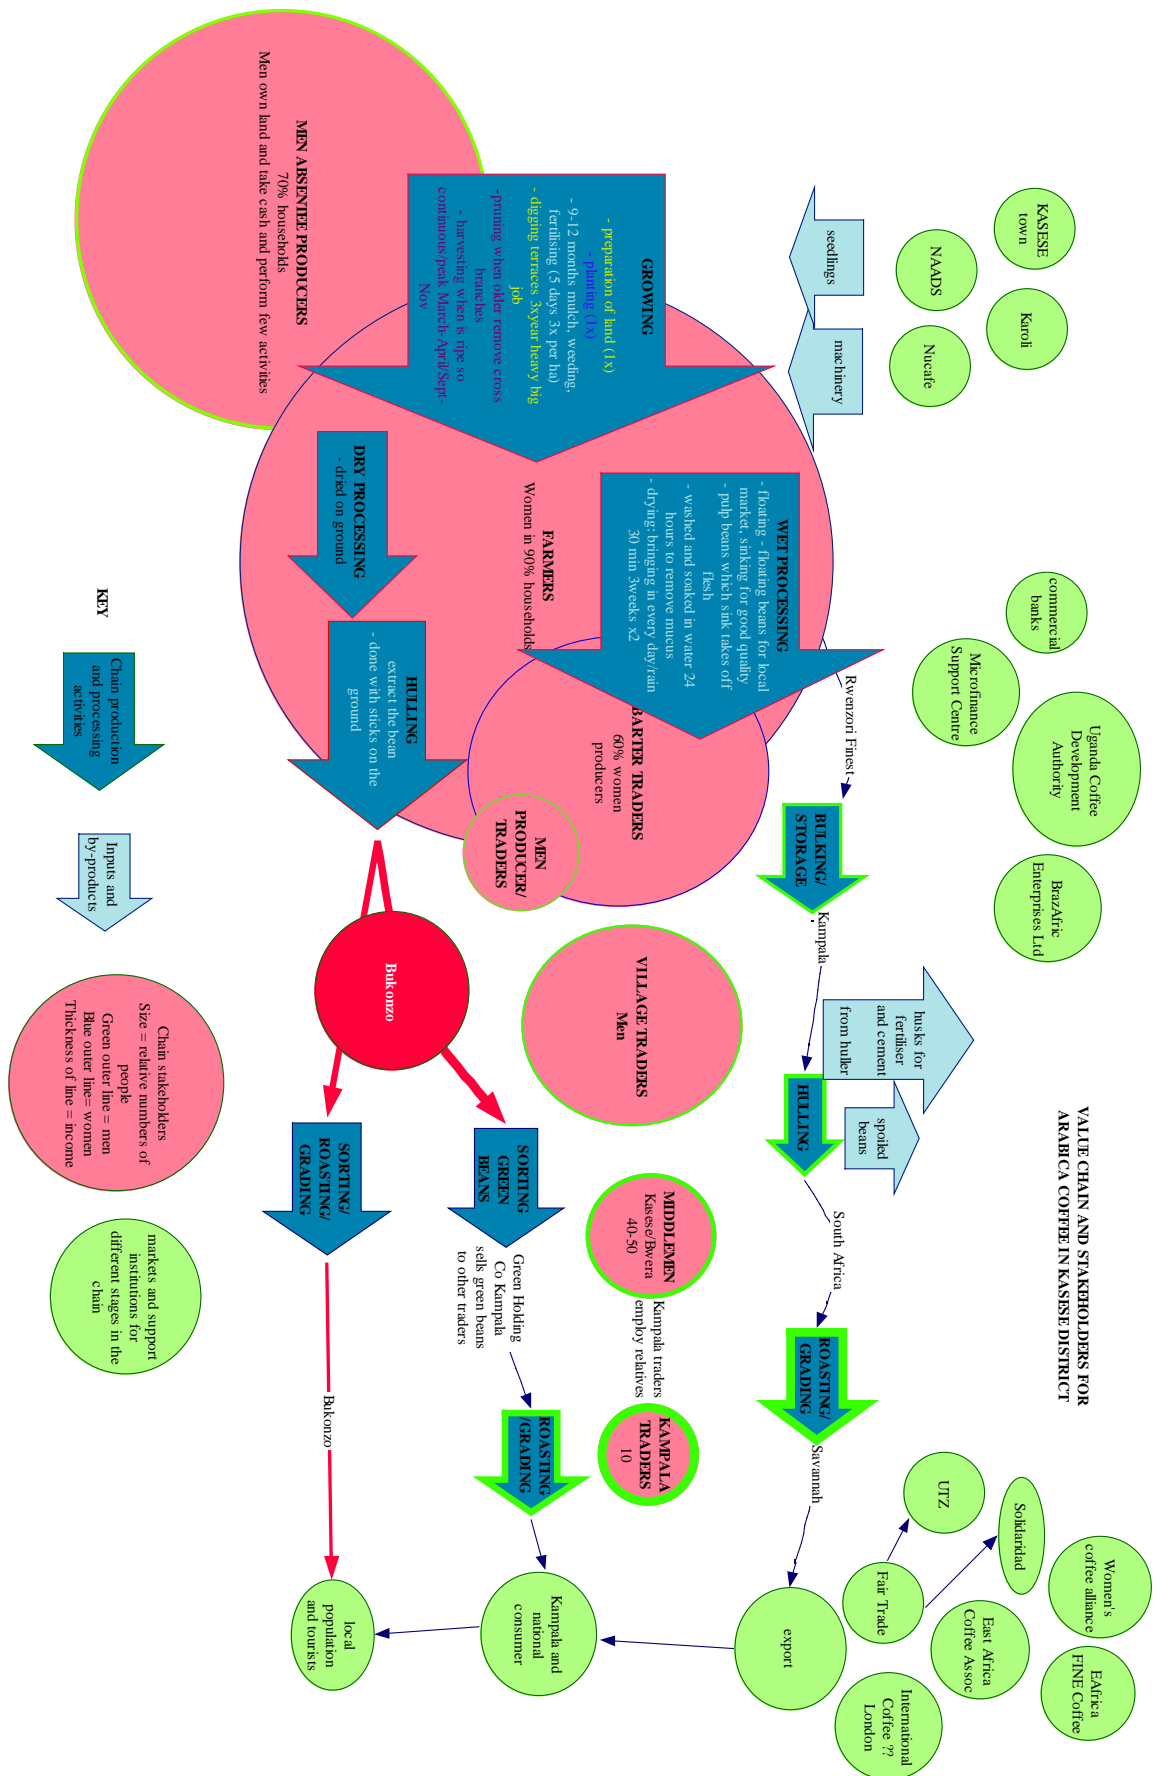 VALUE CHAIN AND STAKEHOLDERS FOR
ARABICA COFFEE IN KASESE DISTRICT
KASESE
town
Karoli
NAADS
Nucafe
seedlings
machinery
commercial
banks
Microfinance
Support Centre
Uganda Coffee
Development
Authority
BrazAfric
Enterprises Ltd
husks for
fertiliser
and cement
from huller
spoiled
beans
UTZ
Solidaridad
Fair Trade
Women's
coffee alliance
East Africa
Coffee Assoc
EAfrica
FINE Coffee
International
Coffee ??
London
GROWING
- preparation of land (1x)
- planting (1x)
- 9-12 months mulch, weeding,
fertilising (5 days 3x per ha)
- digging terraces 3xyear heavy big
job
-pruning when older remove cross
branches
- harvesting when is ripe so
continuous/peak March-April/Sept-
Nov
WET PROCESSING
- floating - floating beans for local
market, sinking for good quality
- pulp beans which sink takes off
flesh
- washed and soaked in water 24
hours to remove mucus
- drying: bringing in every day/rain
30 min 3weeks x2
Rwenzori Finest
BULKING/
STORAGE
Kampala
HULLING
South Africa
ROASTING/
GRADING
Savannah
export
MEN ABSENTEE PRODUCERS
70% households
Men own land and take cash and perform few activities
FARMERS
Women in 90% households
BARTER TRADERS
60% women
producers
MEN
PRODUCER/
TRADERS
VILLAGE TRADERS
Men
MIDDLEMEN
Kasese/Bwera
40-50
Kampala traders
employ relatives
KAMPALA
TRADERS
10
DRY PROCESSING
- dried on ground
HULLING
extract the bean
- done with sticks on the
ground
Bukonzo
SORTING
GREEN
BEANS
Green Holding
Co Kampala
sells green beans
to other traders
ROASTING
/GRADING
Kampala and
national
consumer
SORTING/
ROASTING/
GRADING
Bukonzo
local
population
and tourists
KEY
Chain production
and processing
activities
Inputs and
by-products
Chain stakeholders
Size = relative numbers of
people
Green outer line = men
Blue outer line= women
Thickness of line = income
markets and support
institutions for
different stages in the
chain